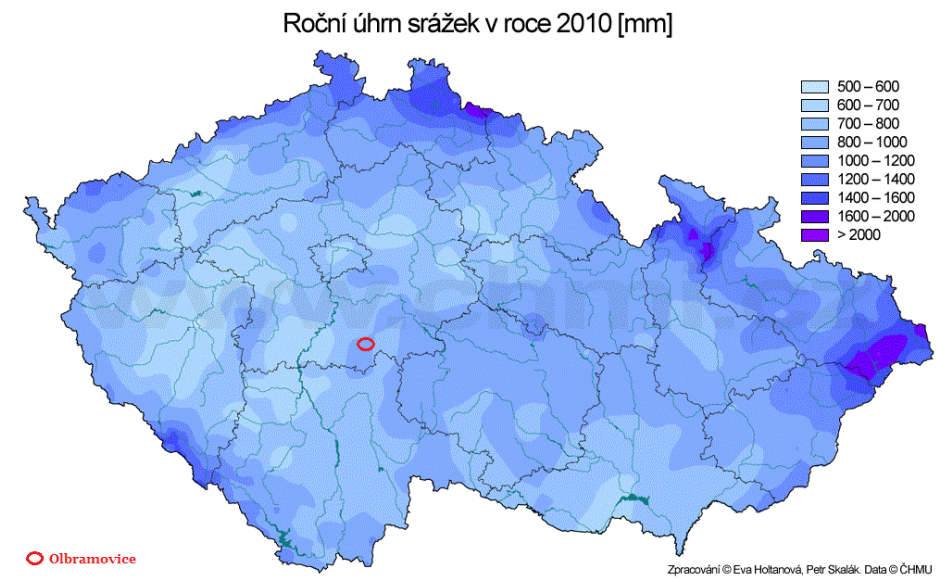 Roční úhrn srážek v roce 2010 [mm]
500 – 600
600 – 700
700 – 800
800 – 1000
1000 – 1200
1200 – 1400
1400 – 1600
1600 – 2000
> 2000
Olbramovice
Zpracování © Eva Holtanová, Petr Skalák. Data © ČHMU